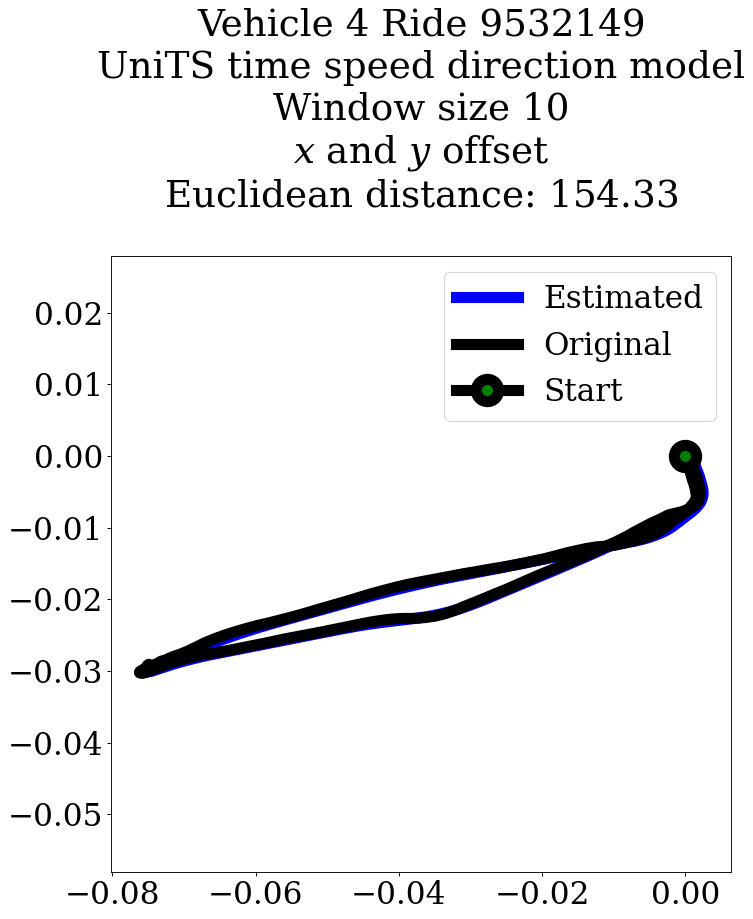 Vehicle 4 Ride 9532149
UniTS time speed direction model
Window size 10
x and y offset
Euclidean distance: 154.33
Estimated
Original
Start
0.02
0.01
0.00
−0.01
−0.02
−0.03
−0.04
−0.05
−0.08 −0.06 −0.04 −0.02 0.00